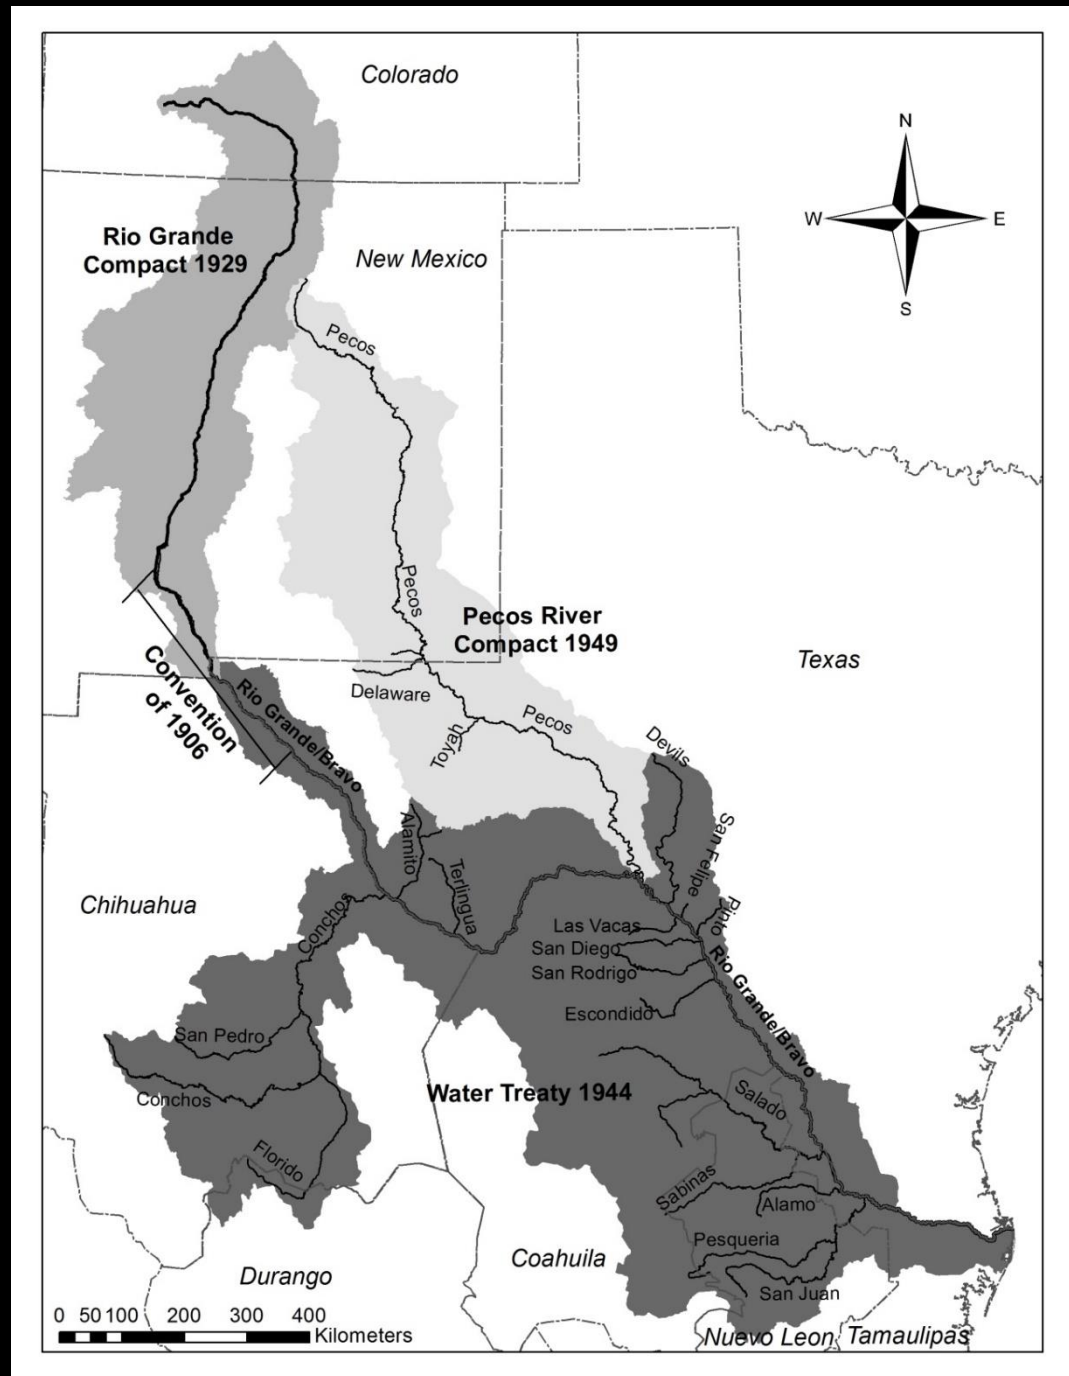 Colorado
N
W E
S
Rio Grande
Compact 1929
New Mexico
Pecos
Pecos
Pecos River
Compact 1949
Texas
Convention
of 1906
Rio Grande/Bravo
Delaware
Toyah
Pecos
Devils
San Felipe
Pinto
Alamito
Terlingua
Chihuahua
Conchos
Las Vacas
San Diego
San Rodrigo
Escondido
Rio Grande/Bravo
San Pedro
Conchos
Water Treaty 1944
Salado
Florido
Sabinas
Alamo
Pesqueria
Coahuila
San Juan
Durango
0 50 100 200 300 400
Kilometers
Nuevo Leon
Tamaulipas